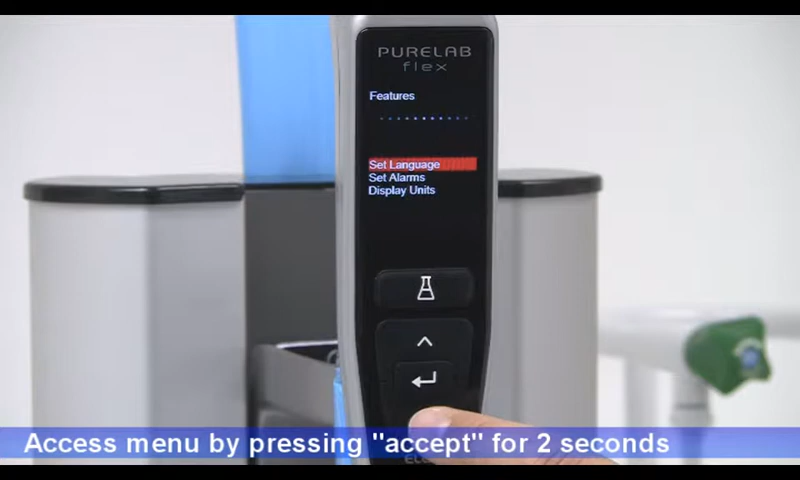 PURELAB
flex
Features
Set Language
Set Alarms
Display Units
Access menu by pressing "accept" for 2 seconds